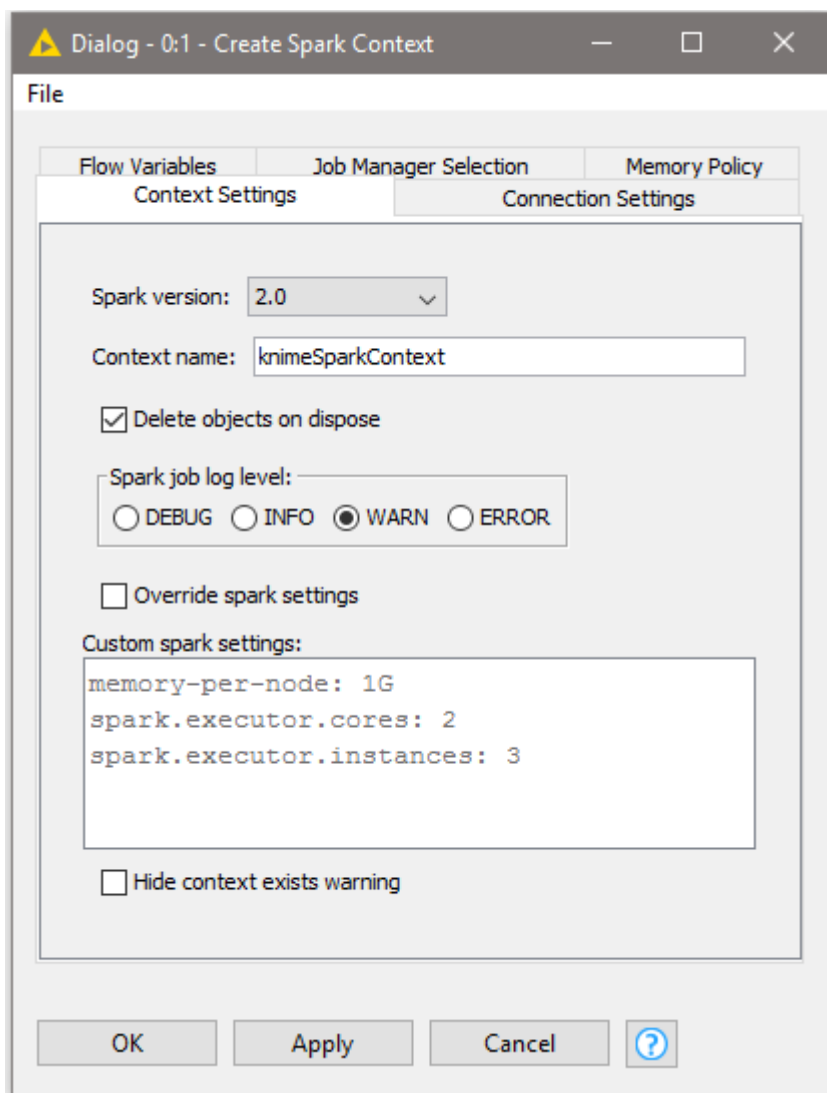 Dialog - 0:1 - Create Spark Context
File
Flow Variables Job Manager Selection Memory Policy
Context Settings Connection Settings
Spark version: 2.0
Context name: knimeSparkContext
Delete objects on dispose
Spark job log level:
DEBUG INFO WARN ERROR
Override spark settings
Custom spark settings:
memory-per-node: 1G
spark.executor.cores: 2
spark.executor.instances: 3
Hide context exists warning
OK Apply Cancel ?